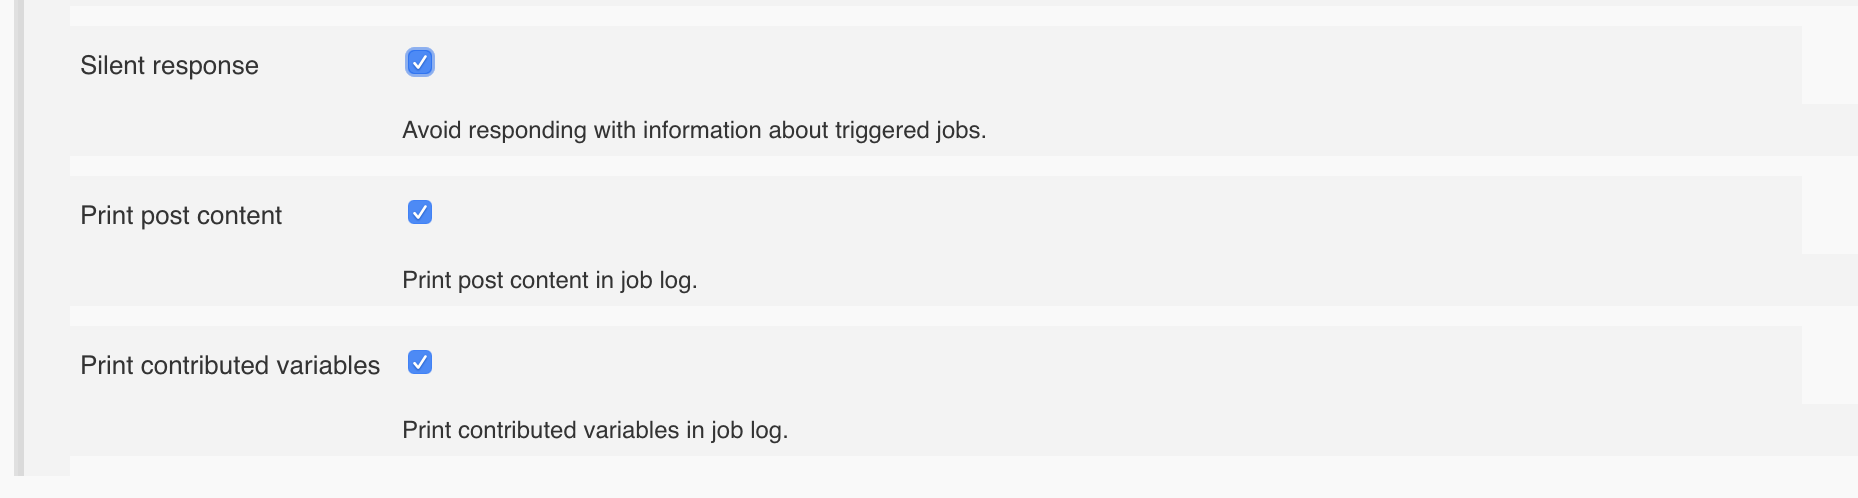 Silent response
Avoid responding with information about triggered jobs.
Print post content
Print post content in job log.
Print contributed variables
Print contributed variables in job log.